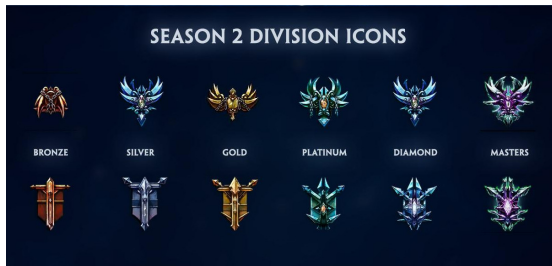 SEASON 2 DIVISION ICONS
BRONZE SILVER GOLD PLATINUM DIAMOND MASTERS